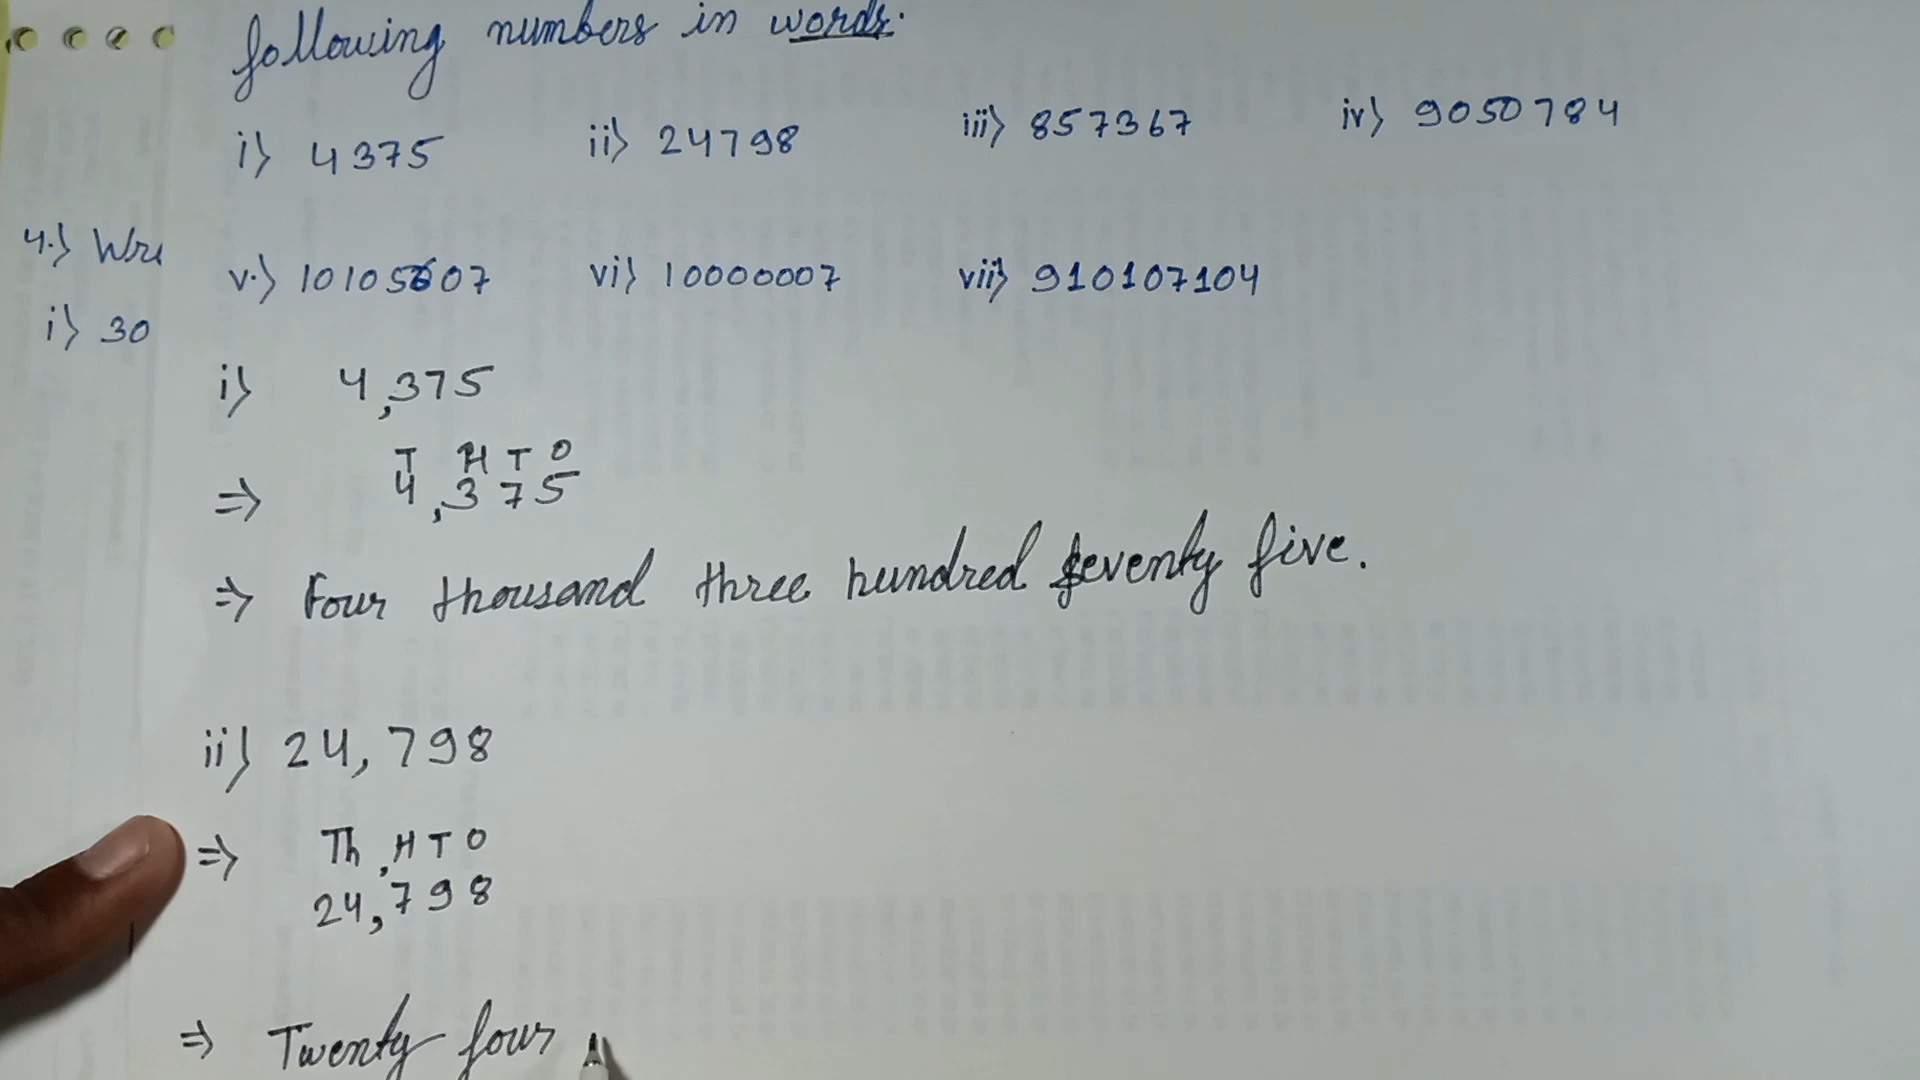 following numbers in words.
i) 4375 ii) 24798 iii) 857367 iv) 9050784
4.) Wri
v.) 10105607 vi) 10000007 vii) 910107104
i) 30
i) 4,375
T H T O
⇒ 4,375
⇒ Four thousand three hundred seventy five.
ii) 24,798
⇒ Th, H T O
24,798
⇒ Twenty four